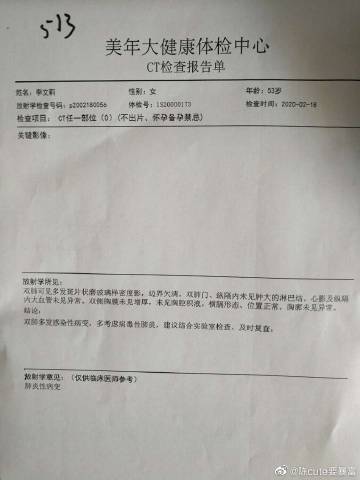 5-13
美年大健康体检中心
CT检查报告单
姓名：李文莉 性别：女 年龄：53岁
放射学检查号码：p2002180056 体检号：1S20000173 检查时间：2020-02-18
检查项目： CT任一部位（O）(不出片、怀孕备孕禁忌)
关键影像：
放射学所见：
双肺可见多发斑片状磨玻璃样密度影，边界欠清，双肺门、纵隔内未见肿大的淋巴结，心影及纵隔
内大血管未见异常。双侧胸膜未见增厚，未见胸腔积液，横膈形态、位置正常，胸廓未见异常。
结论：
双肺多发感染性病变，多考虑病毒性肺炎，建议结合实验室检查，及时复查。
放射学意见：（仅供临床医师参考）
肺炎性病变
@陈cute要暴富